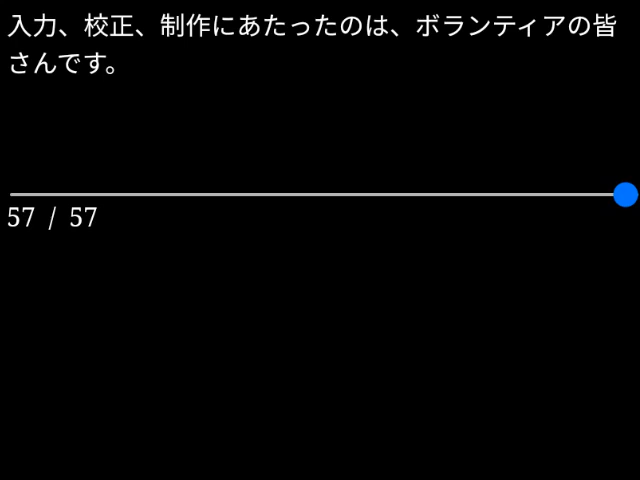 入力、校正、制作にあたったのは、ボランティアの皆
さんです。
57 / 57